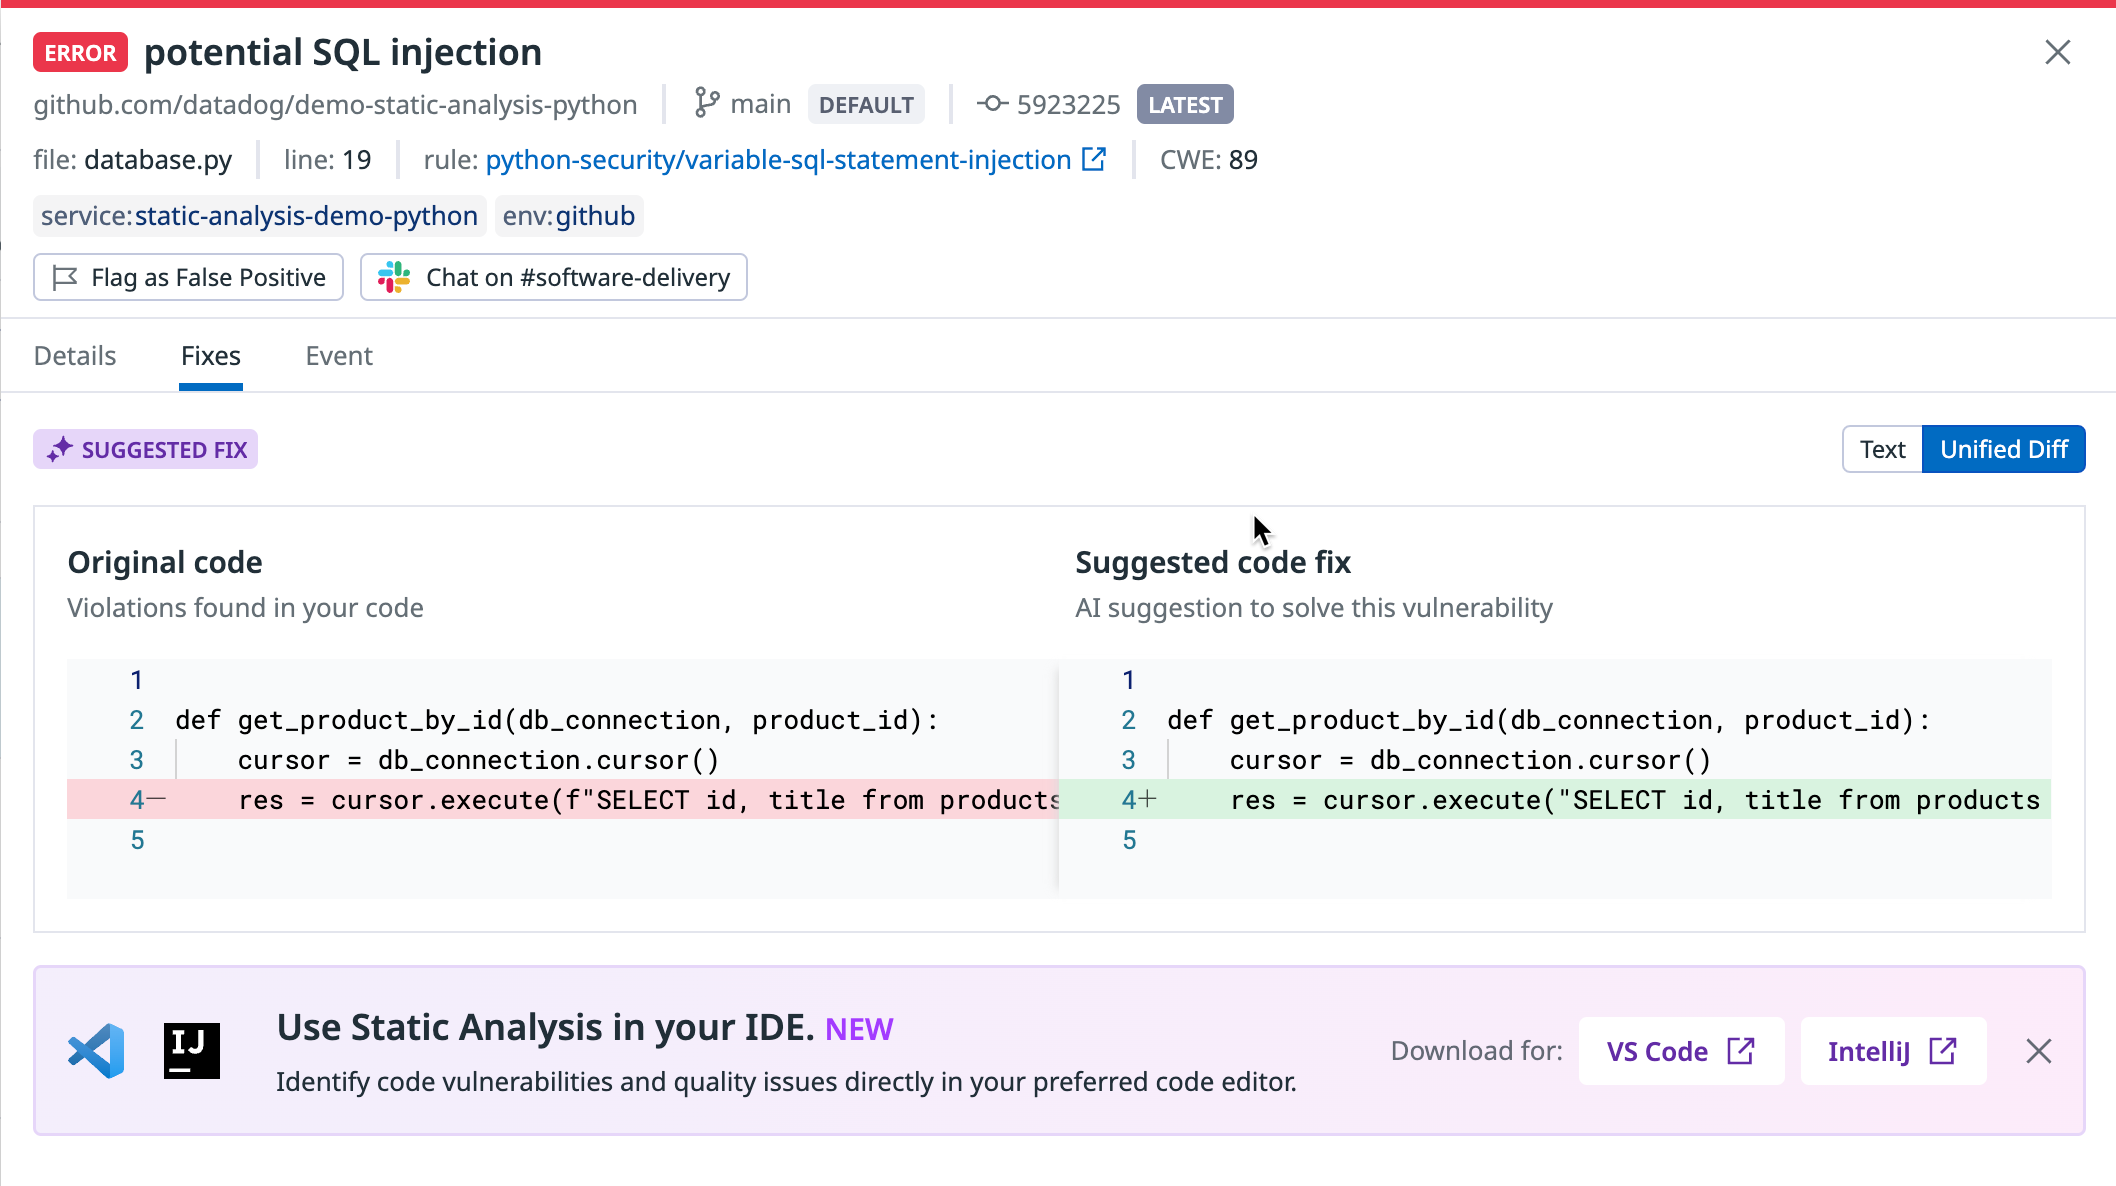 ERROR potential SQL injection
github.com/datadog/demo-static-analysis-python main DEFAULT 5923225 LATEST
file: database.py line: 19 rule: python-security/variable-sql-statement-injection CWE: 89
service:static-analysis-demo-python env:github
Flag as False Positive Chat on #software-delivery
Details Fixes Event
SUGGESTED FIX Text Unified Diff
Original code
Violations found in your code
1
2 def get_product_by_id(db_connection, product_id):
3 cursor = db_connection.cursor()
4— res = cursor.execute(f"SELECT id, title from products
5
Suggested code fix
AI suggestion to solve this vulnerability
1
2 def get_product_by_id(db_connection, product_id):
3 cursor = db_connection.cursor()
4+ res = cursor.execute("SELECT id, title from products
5
IJ
Use Static Analysis in your IDE. NEW
Identify code vulnerabilities and quality issues directly in your preferred code editor.
Download for: VS Code IntelliJ